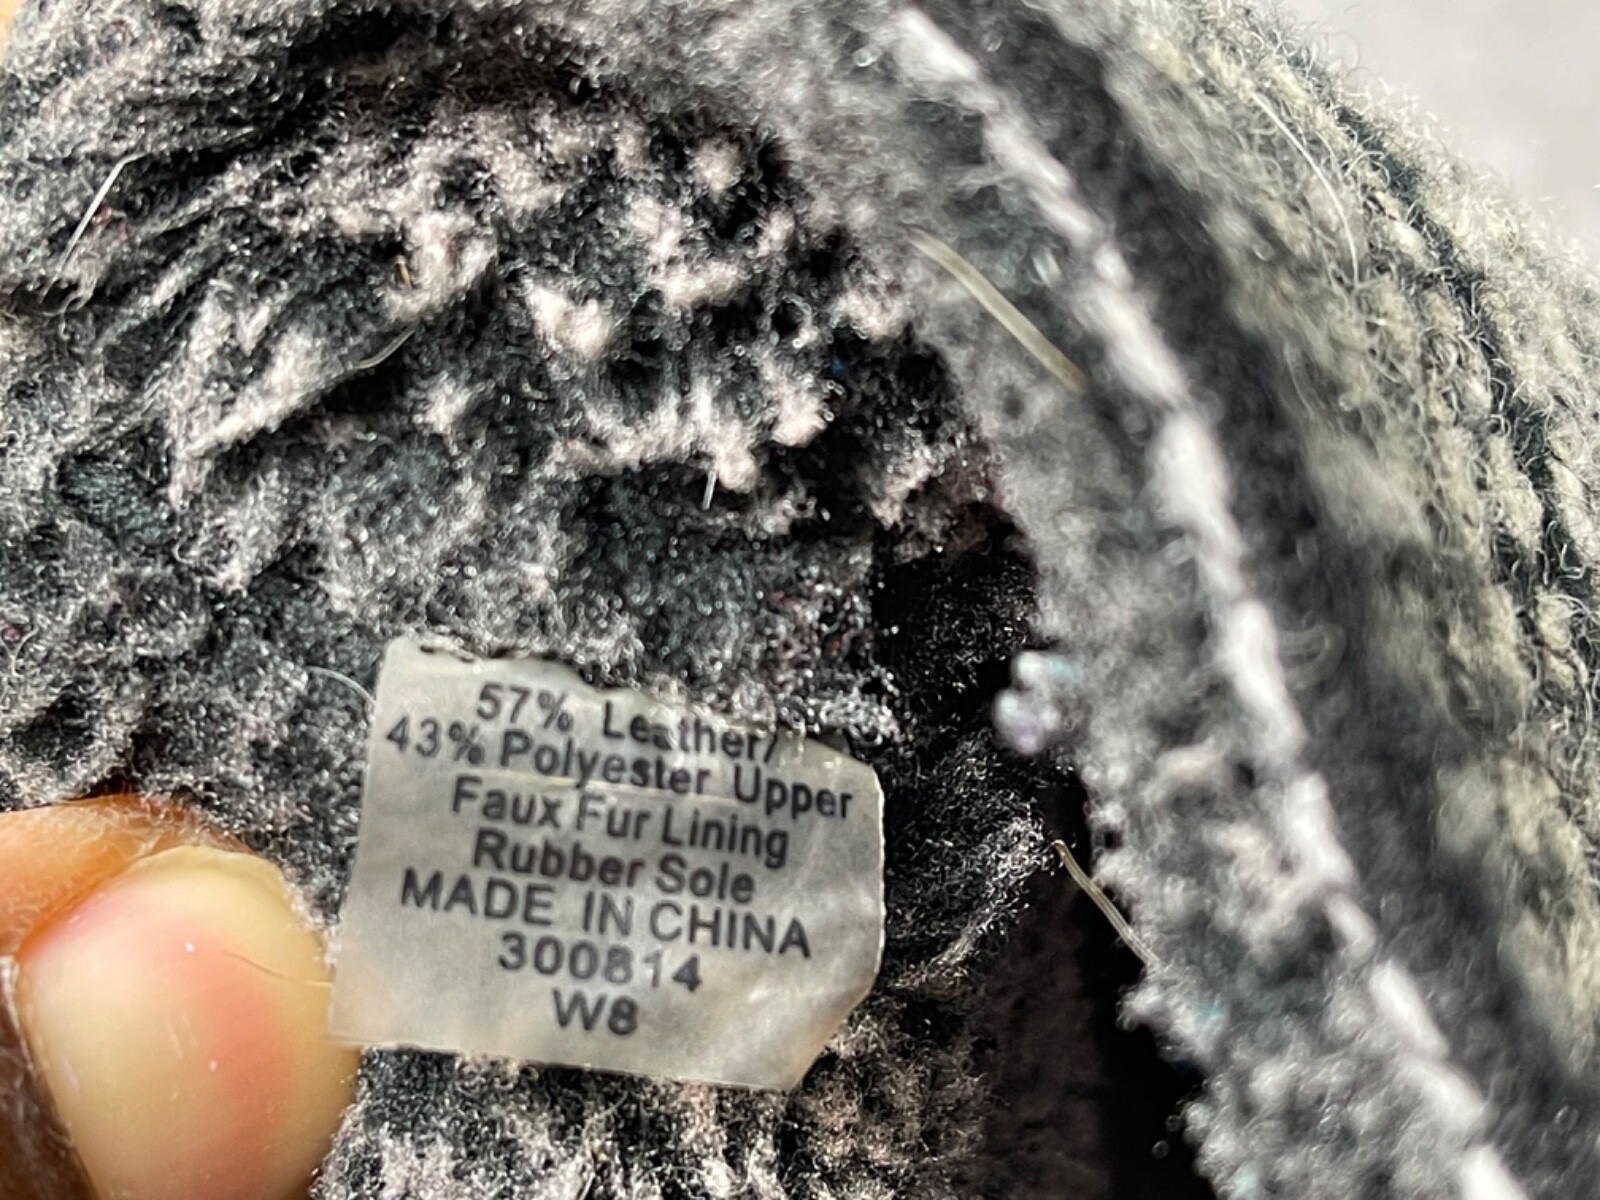 57% Leather/
43% Polyester Upper
Faux Fur Lining
Rubber Sole
MADE IN CHINA
300814
W8